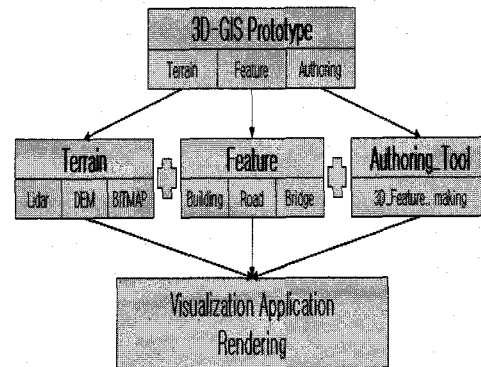 3D-GIS Prototype
Terrain Feature Authoring
Terrain
Lidar DEM BITMAP
Feature
Building Road Bridge
Authoring_Tool
3D_Feature_making
Visualization Application
Rendering